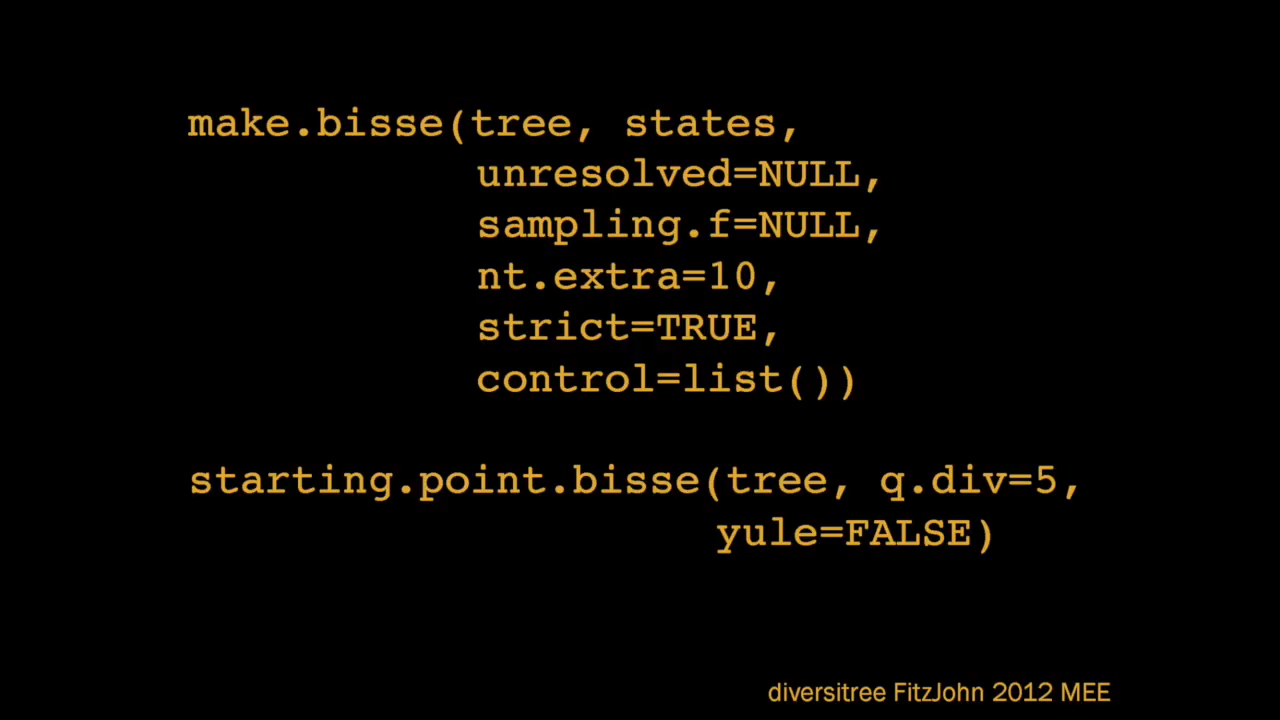 make.bisse(tree, states,
unresolved=NULL,
sampling.f=NULL,
nt.extra=10,
strict=TRUE,
control=list())
starting.point.bisse(tree, q.div=5,
yule=FALSE)
diversitree FitzJohn 2012 MEE